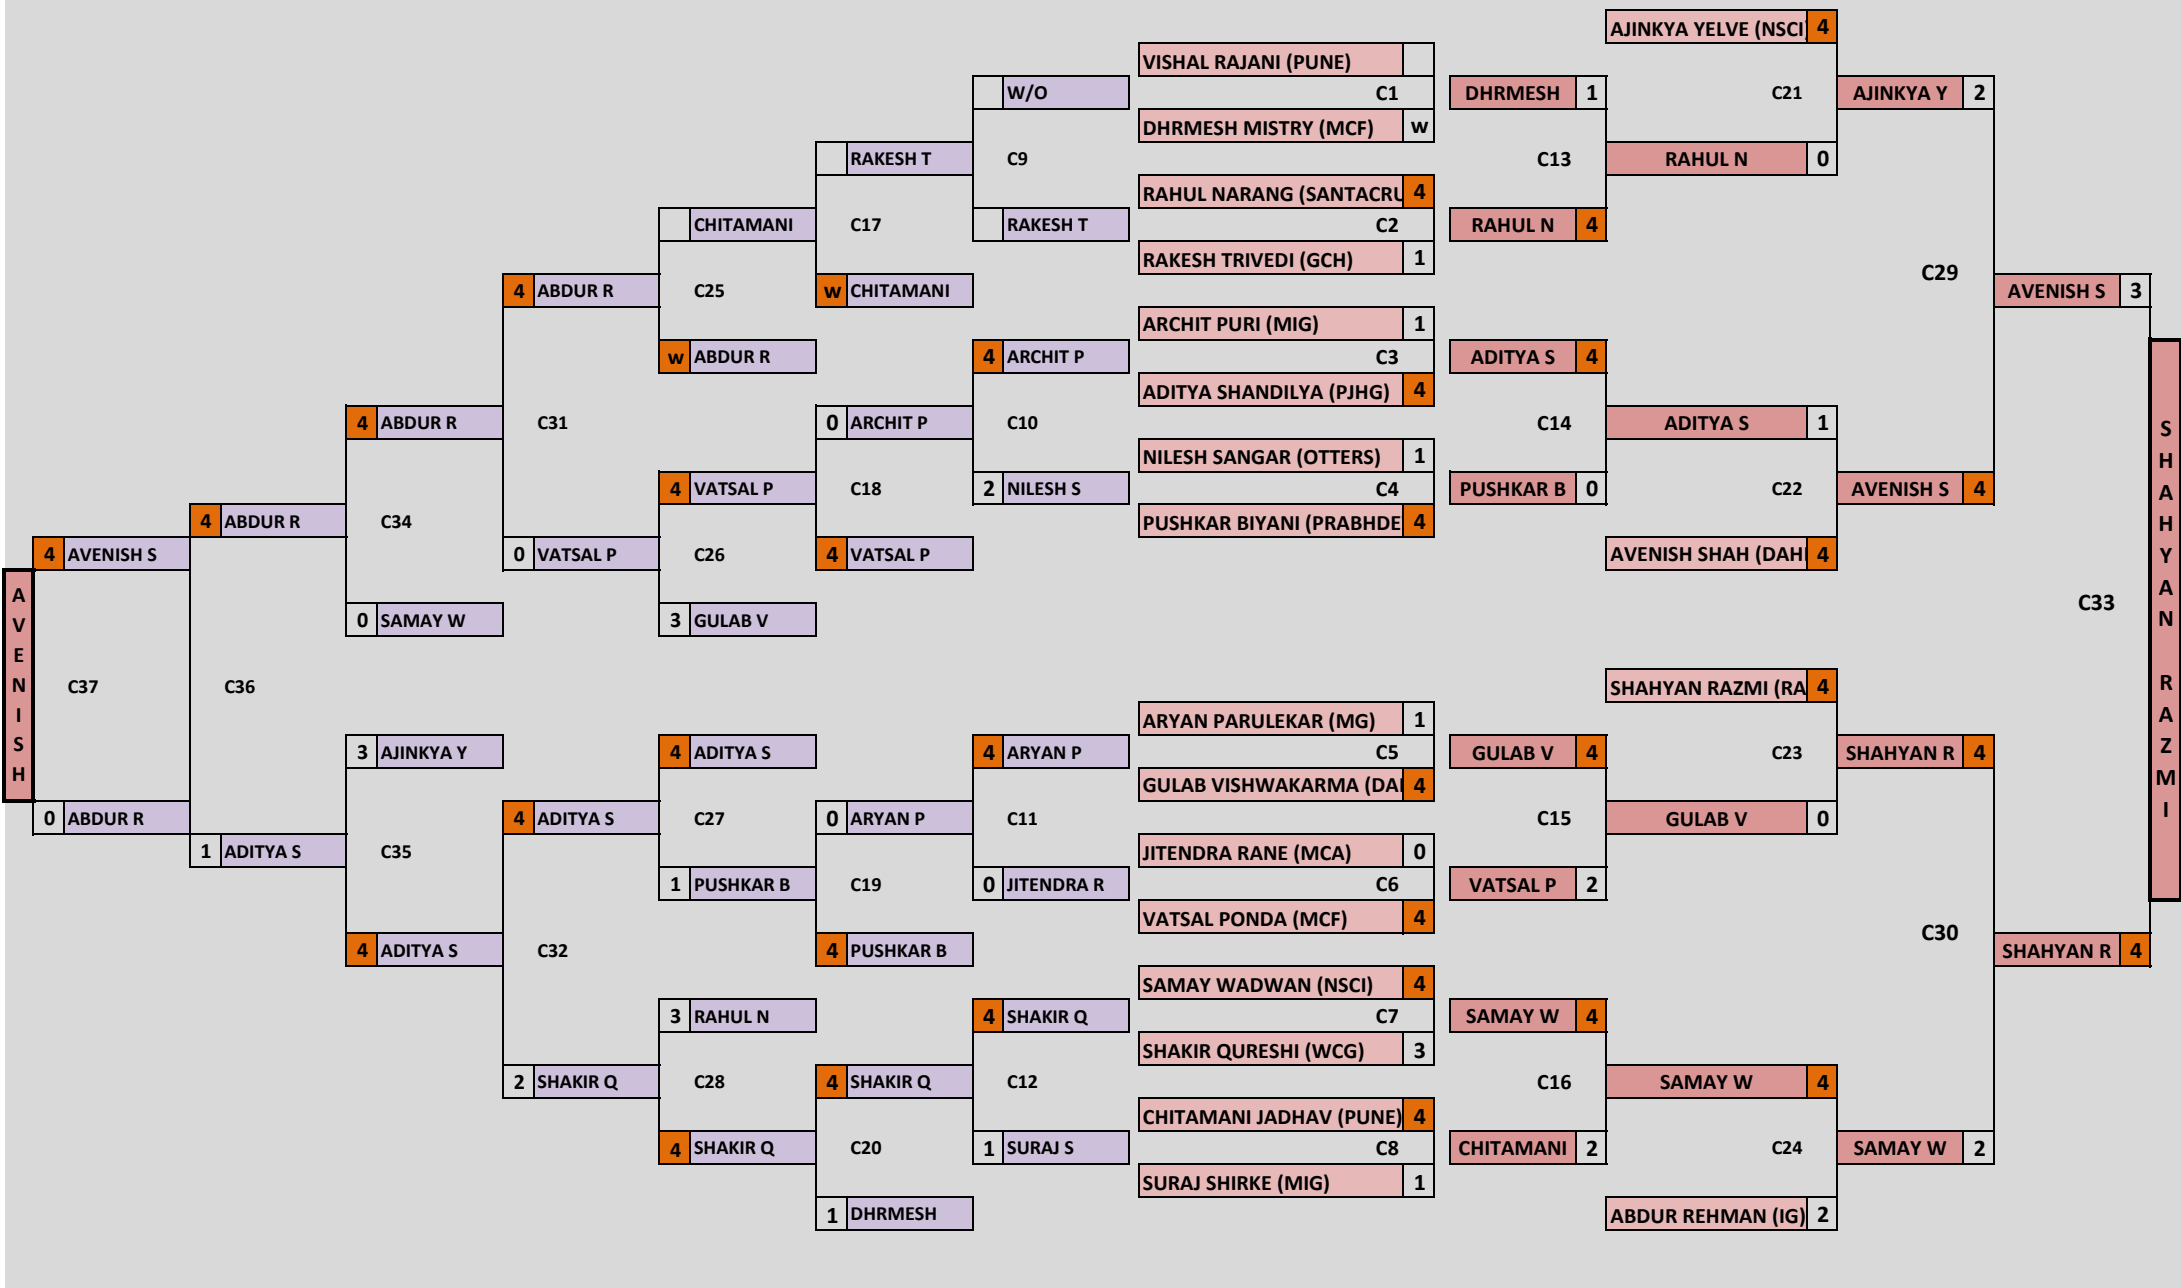 AJINKYA YELVE (NSCI) 4
VISHAL RAJANI (PUNE)
W/O C1 DHRMESH 1 C21 AJINKYA Y 2
DHRMESH MISTRY (MCF) w
RAKESH T C9 C13 RAHUL N 0
RAHUL NARANG (SANTACRU 4
CHITAMANI C17 RAKESH T C2 RAHUL N 4
RAKESH TRIVEDI (GCH) 1
C29
4 ABDUR R C25 w CHITAMANI AVENISH S 3
ARCHIT PURI (MIG) 1
w ABDUR R 4 ARCHIT P C3 ADITYA S 4
ADITYA SHANDILYA (PJHG) 4
4 ABDUR R C31 0 ARCHIT P C10 C14 ADITYA S 1
NILESH SANGAR (OTTERS) 1
4 VATSAL P C18 2 NILESH S C4 PUSHKAR B 0 C22 AVENISH S 4
4 ABDUR R C34 PUSHKAR BIYANI (PRABHDE 4
4 AVENISH S 0 VATSAL P C26 4 VATSAL P AVENISH SHAH (DAHI 4
C33
0 SAMAY W 3 GULAB V
AVENISH
SHAHYAN RAZMI
C37 C36 SHAHYAN RAZMI (RA 4
ARYAN PARULEKAR (MG) 1
3 AJINKYA Y 4 ADITYA S 4 ARYAN P C5 GULAB V 4 C23 SHAHYAN R 4
GULAB VISHWAKARMA (DAI 4
0 ABDUR R 4 ADITYA S C27 0 ARYAN P C11 C15 GULAB V 0
1 ADITYA S C35 JITENDRA RANE (MCA) 0
1 PUSHKAR B C19 0 JITENDRA R C6 VATSAL P 2
VATSAL PONDA (MCF) 4
C30
4 ADITYA S C32 4 PUSHKAR B SHAHYAN R 4
SAMAY WADWAN (NSCI) 4
3 RAHUL N 4 SHAKIR Q C7 SAMAY W 4
SHAKIR QURESHI (WCG) 3
2 SHAKIR Q C28 4 SHAKIR Q C12 C16 SAMAY W 4
CHITAMANI JADHAV (PUNE) 4
4 SHAKIR Q C20 1 SURAJ S C8 CHITAMANI 2 C24 SAMAY W 2
SURAJ SHIRKE (MIG) 1
1 DHRMESH ABDUR REHMAN (IG) 2